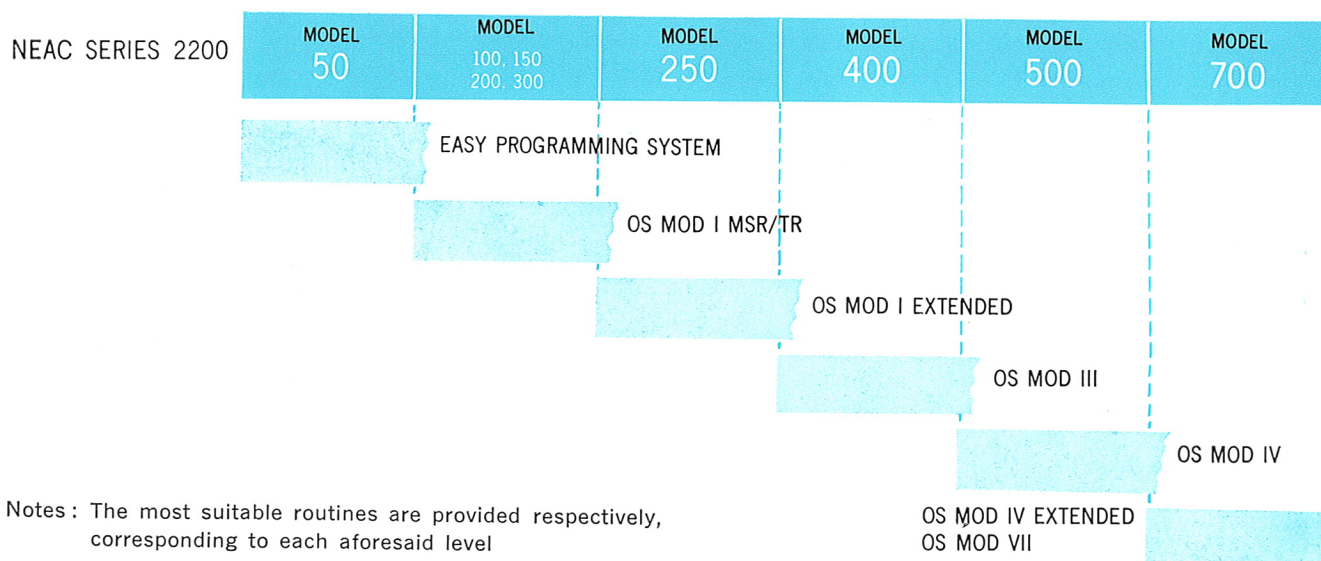 NEAC SERIES 2200
MODEL
50
MODEL
100, 150
200, 300
MODEL
250
MODEL
400
MODEL
500
MODEL
700
EASY PROGRAMMING SYSTEM
OS MOD I MSR/TR
OS MOD I EXTENDED
OS MOD III
OS MOD IV
OS MOD IV EXTENDED
OS MOD VII
Notes: The most suitable routines are provided respectively,
corresponding to each aforesaid level